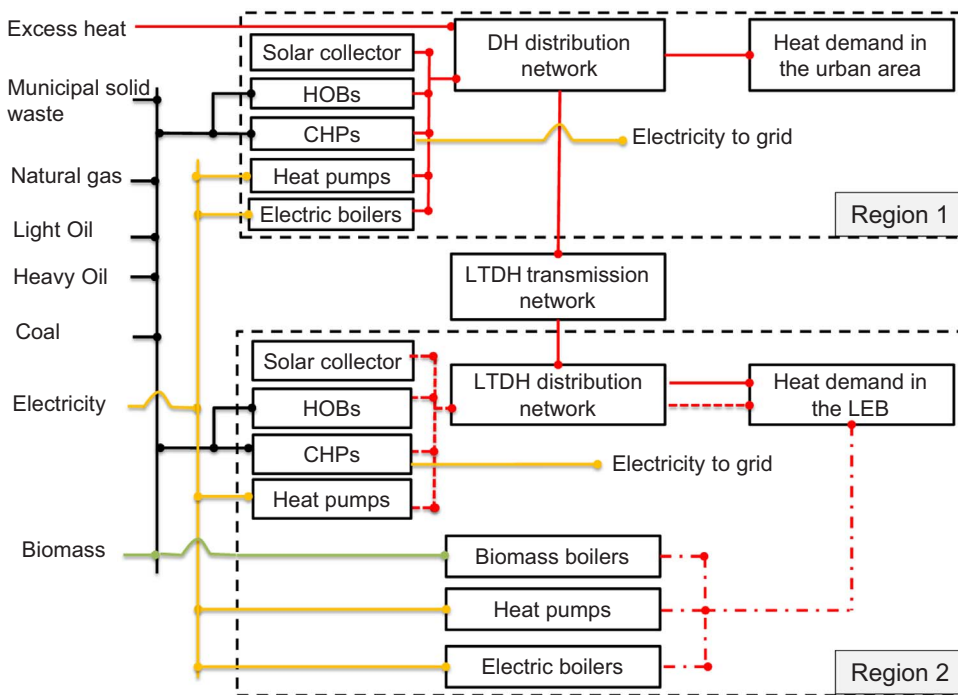 Excess heat
Municipal solid
waste
Natural gas
Light Oil
Heavy Oil
Coal
Electricity
Biomass
Solar collector
HOBs
CHPs
Heat pumps
Electric boilers
DH distribution
network
Heat demand in
the urban area
Electricity to grid
Region 1
LTDH transmission
network
Solar collector
HOBs
CHPs
Heat pumps
LTDH distribution
network
Heat demand in
the LEB
Electricity to grid
Biomass boilers
Heat pumps
Electric boilers
Region 2